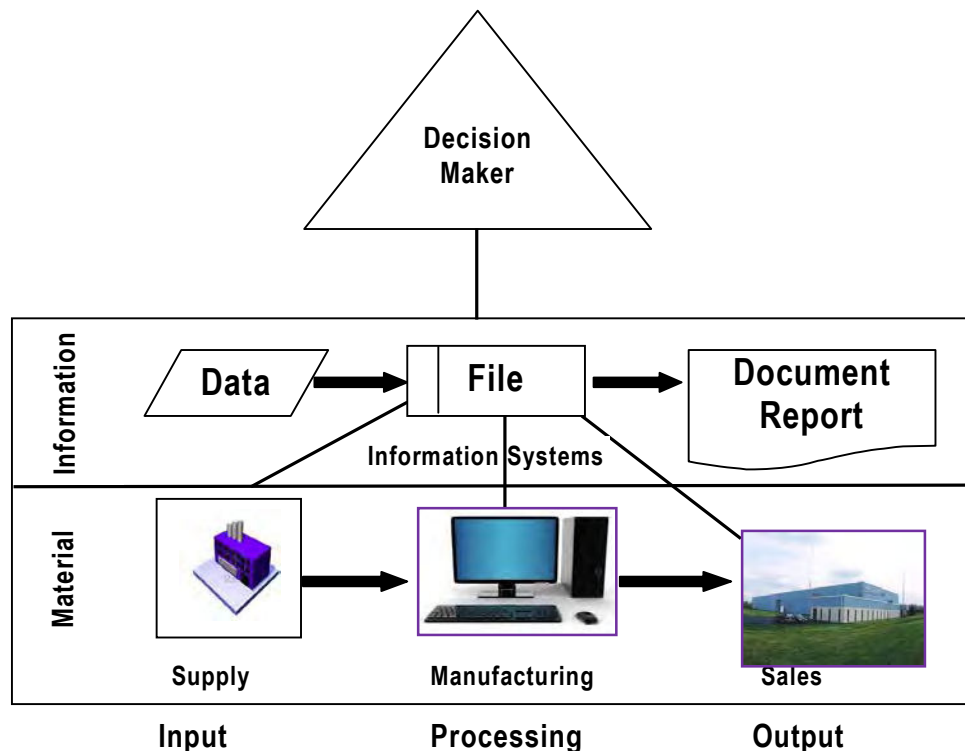 Decision
Maker
Information
Data
File
Document
Report
Information Systems
Material
Supply
Manufacturing
Sales
Input
Processing
Output